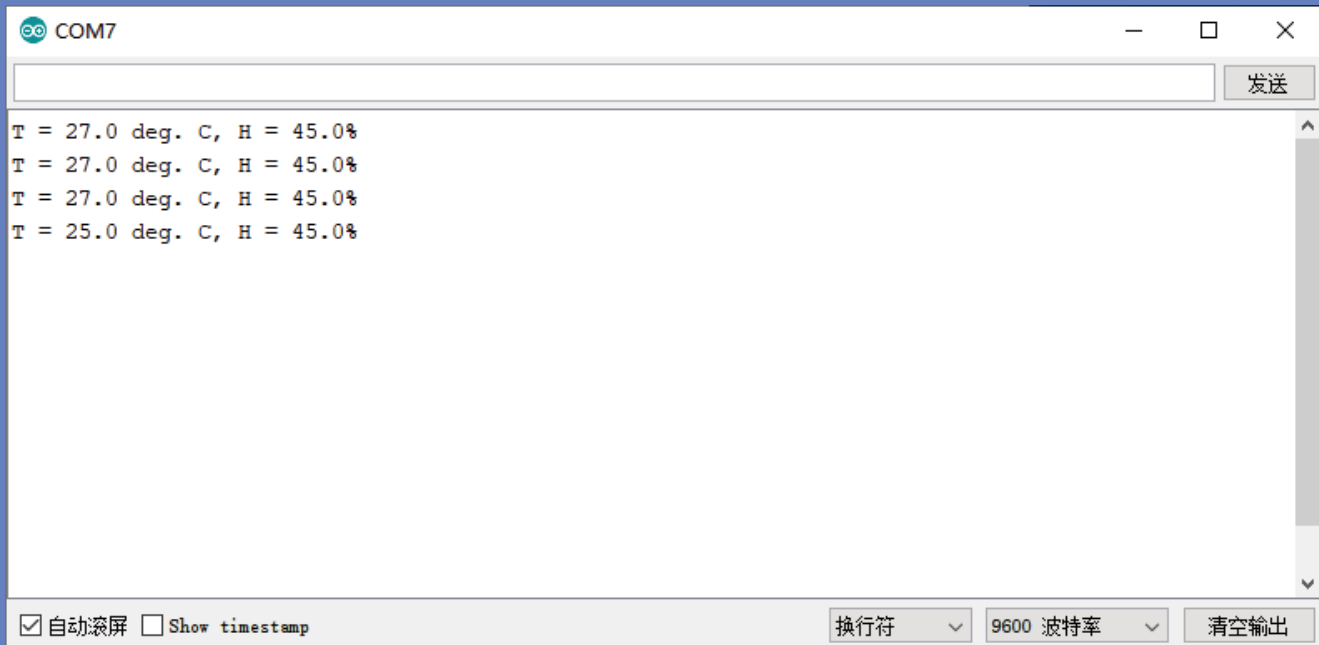 COM7
发送
T = 27.0 deg. C, H = 45.0%
T = 27.0 deg. C, H = 45.0%
T = 27.0 deg. C, H = 45.0%
T = 25.0 deg. C, H = 45.0%
自动滚屏 Show timestamp 换行符 9600 波特率 清空输出